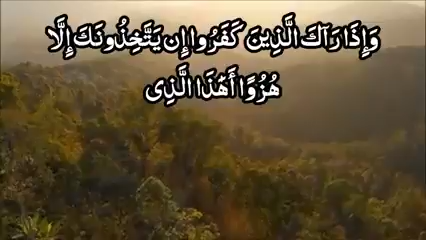 وَإِذَا رَآكَ الَّذِينَ كَفَرُوا إِن يَتَّخِذُونَكَ إِلَّا
هُزُوًا أَهَٰذَا الَّذِى